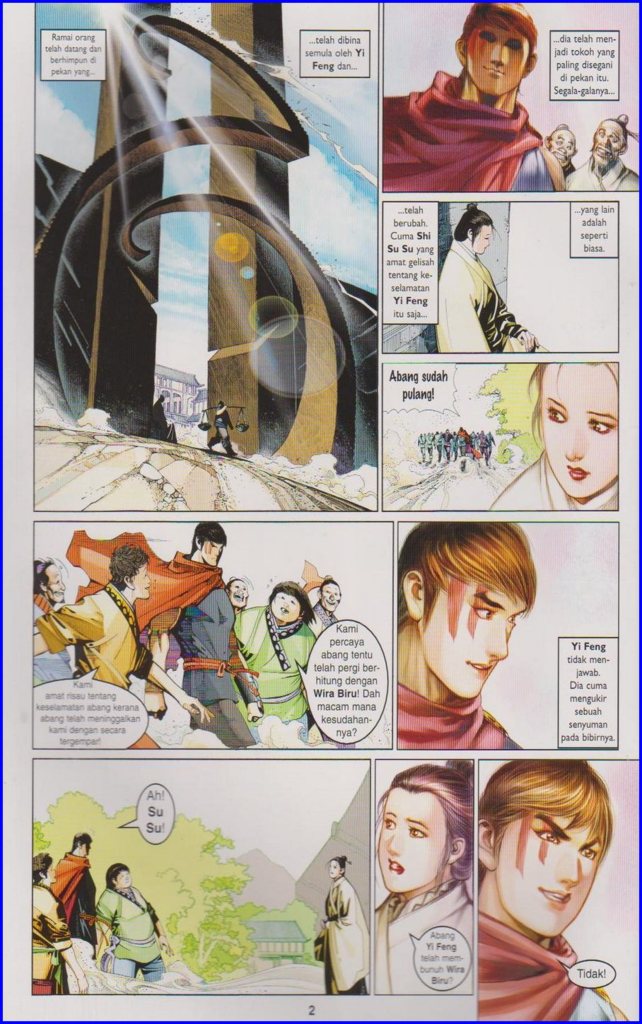 Ramai orang
telah datang dan
berhimpun di
pekan yang...
...telah dibina
semula oleh Yi
Feng dan...
...dia telah men-
jadi tokoh yang
paling disegani
di pekan itu.
Segala-galanya...
...telah
berubah.
Cuma Shi
Su Su yang
amat gelisah
tentang ke-
selamatan
Yi Feng
itu saja...
...yang lain
adalah
seperti
biasa.
Abang sudah
pulang!
Kami
amat risau tentang
keselamatan abang kerana
abang telah meninggalkan
kami dengan secara
tergempar!
Kami
percaya
abang tentu
telah pergi ber-
hitung dengan
Wira Biru! Dah
macam mana
kesudahan-
nya?
Yi Feng
tidak men-
jawab.
Dia cuma
mengukir
sebuah
senyuman
pada bibirnya.
Ah!
Su
Su!
Abang
Yi Feng
telah mem-
bunuh Wira
Biru?
Tidak!
2